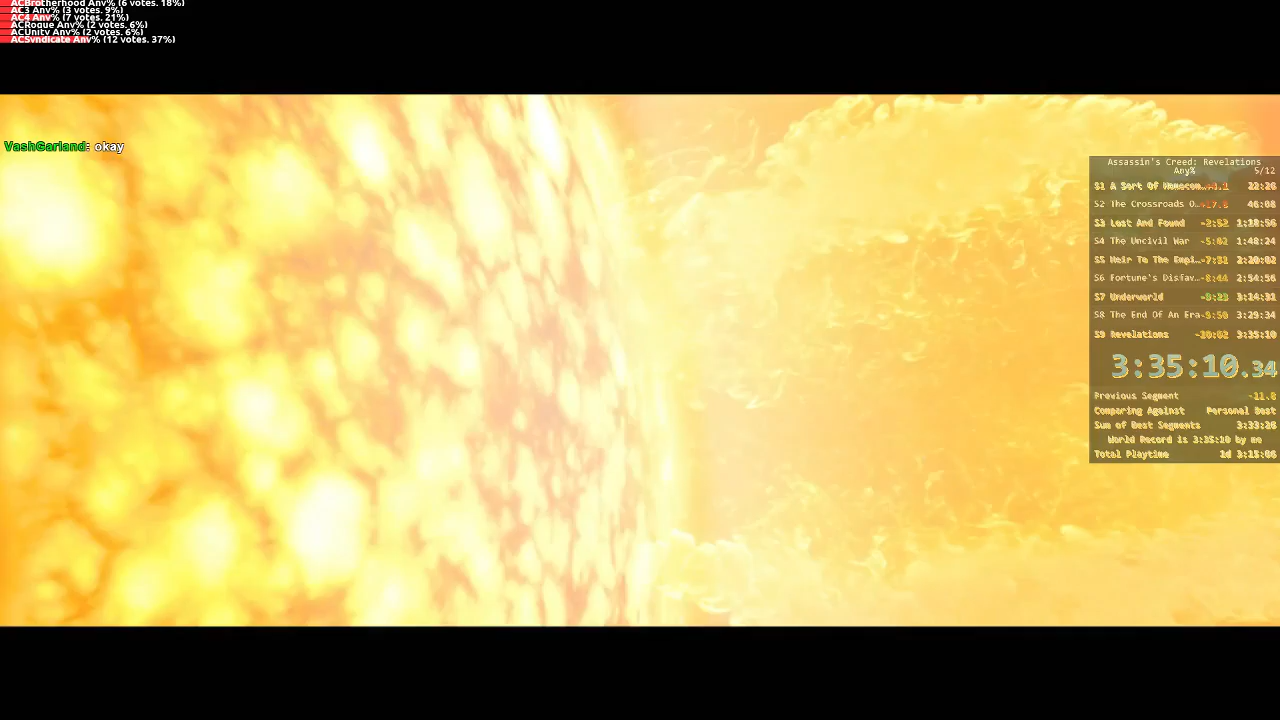 ACBrotherhood Any% (6 votes, 18%)
AC3 Any% (3 votes, 9%)
AC4 Any% (7 votes, 21%)
ACRogue Any% (2 votes, 6%)
ACUnity Any% (2 votes, 6%)
ACSyndicate Any% (12 votes, 37%)
VashGarland: okay
Assassin's Creed: Revelations
Any% 5/12
S1 A Sort Of Homecom… +4.1 22:26
S2 The Crossroads O… +17.8 46:08
S3 Lost And Found -3:52 1:18:56
S4 The Uncivil War -5:02 1:48:24
S5 Heir To The Empi… -7:31 2:20:02
S6 Fortune's Disfav… -8:44 2:54:56
S7 Underworld -9:23 3:14:31
S8 The End Of An Era -9:50 3:29:34
S9 Revelations -10:02 3:35:10
3:35:10.34
Previous Segment -11.8
Comparing Against Personal Best
Sum of Best Segments 3:33:26
World Record is 3:35:10 by me
Total Playtime 1d 3:15:06